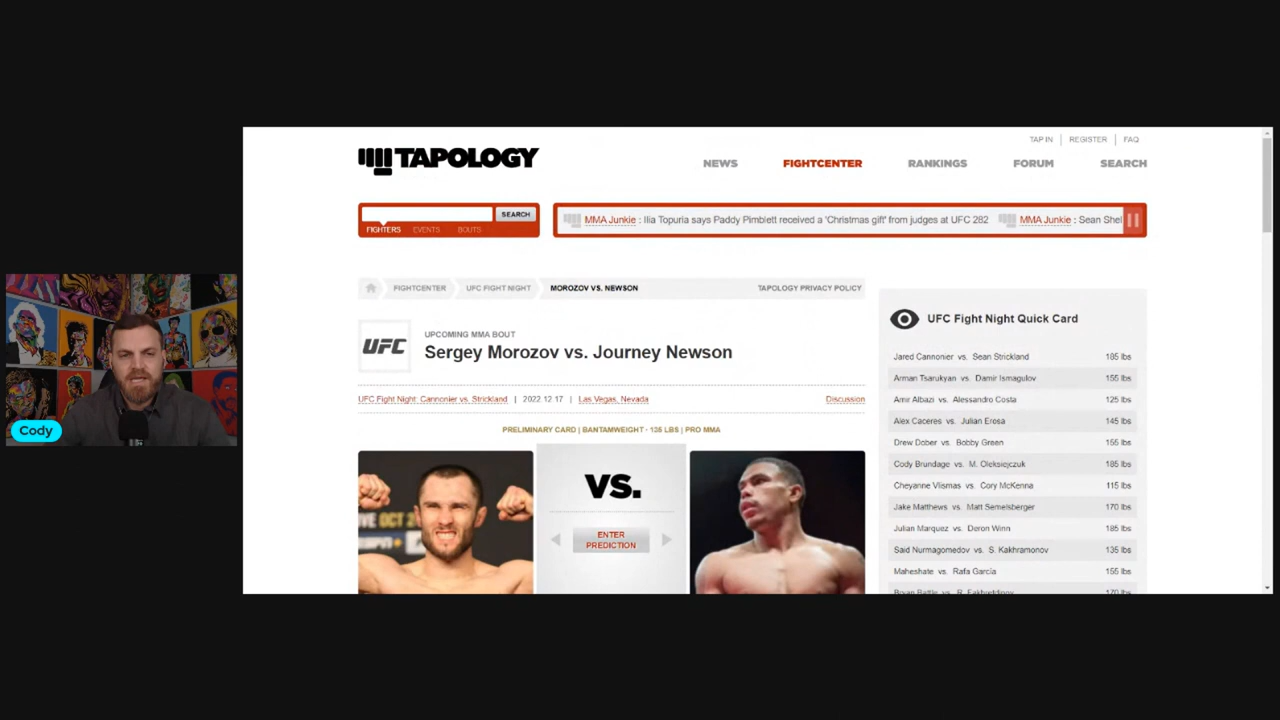 TAP IN | REGISTER | FAQ
TAPOLOGY
NEWS FIGHTCENTER RANKINGS FORUM SEARCH
SEARCH
FIGHTERS EVENTS BOUTS
MMA Junkie : Ilia Topuria says Paddy Pimblett received a 'Christmas gift' from judges at UFC 282 MMA Junkie : Sean Shel
FIGHTCENTER UFC FIGHT NIGHT MOROZOV VS. NEWSON TAPOLOGY PRIVACY POLICY
UFC
UPCOMING MMA BOUT
Sergey Morozov vs. Journey Newson
UFC Fight Night: Cannonier vs. Strickland | 2022.12.17 | Las Vegas, Nevada Discussion
PRELIMINARY CARD | BANTAMWEIGHT · 135 LBS | PRO MMA
VS.
ENTER
PREDICTION
UFC Fight Night Quick Card
Jared Cannonier vs. Sean Strickland 185 lbs
Arman Tsarukyan vs. Damir Ismagulov 155 lbs
Amir Albazi vs. Alessandro Costa 125 lbs
Alex Caceres vs. Julian Erosa 145 lbs
Drew Dober vs. Bobby Green 155 lbs
Cody Brundage vs. M. Oleksiejczuk 185 lbs
Cheyanne Vlismas vs. Cory McKenna 115 lbs
Jake Matthews vs. Matt Semelsberger 170 lbs
Julian Marquez vs. Deron Winn 185 lbs
Said Nurmagomedov vs. S. Kakhramonov 135 lbs
Maheshate vs. Rafa García 155 lbs
Cody